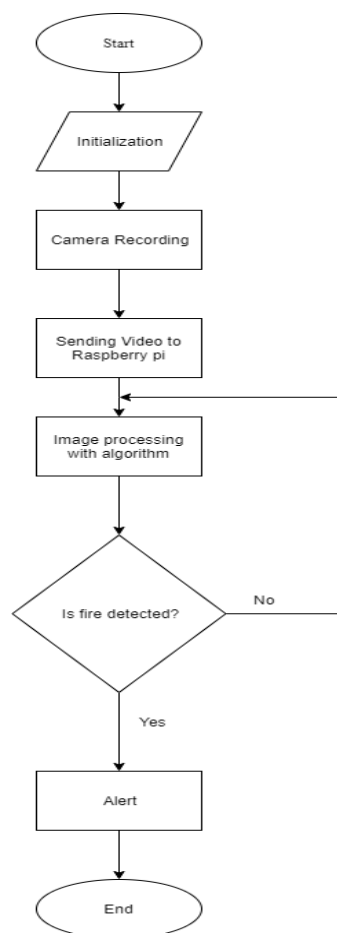 Start
Initialization
Camera Recording
Sending Video to
Raspberry pi
Image processing
with algorithm
Is fire detected?
No
Yes
Alert
End